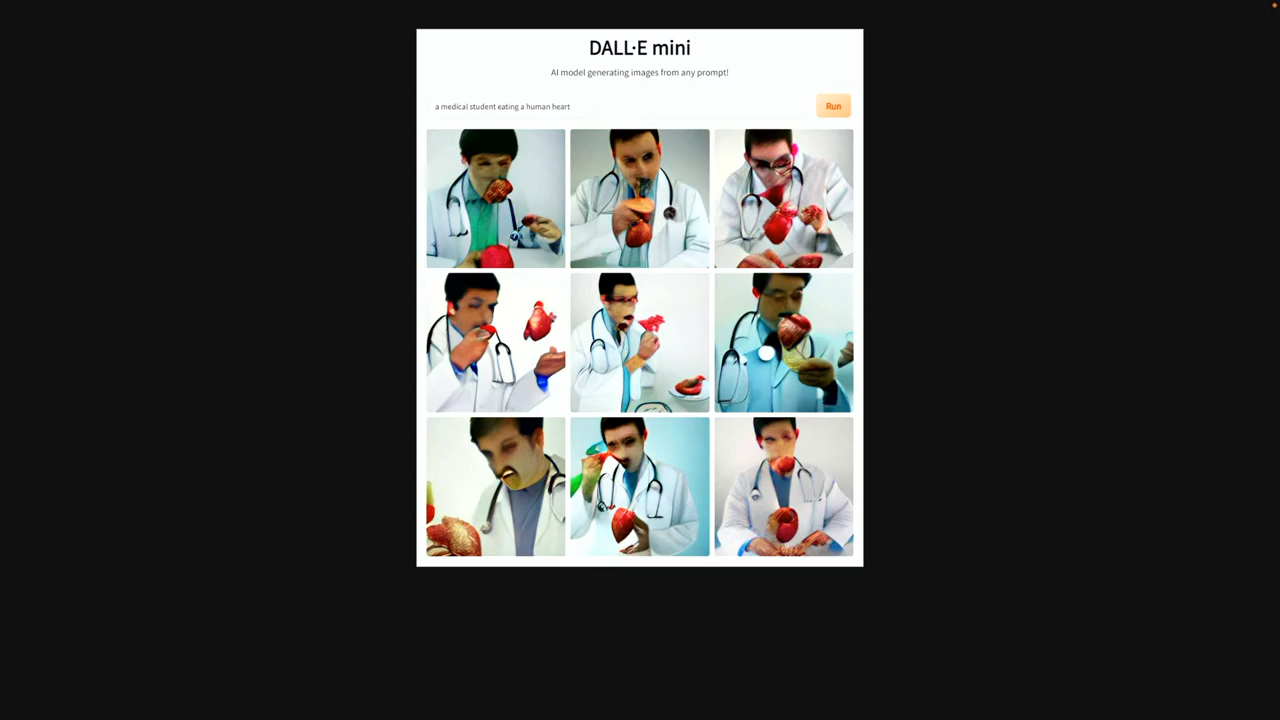 DALL·E mini
AI model generating images from any prompt!
a medical student eating a human heart
Run